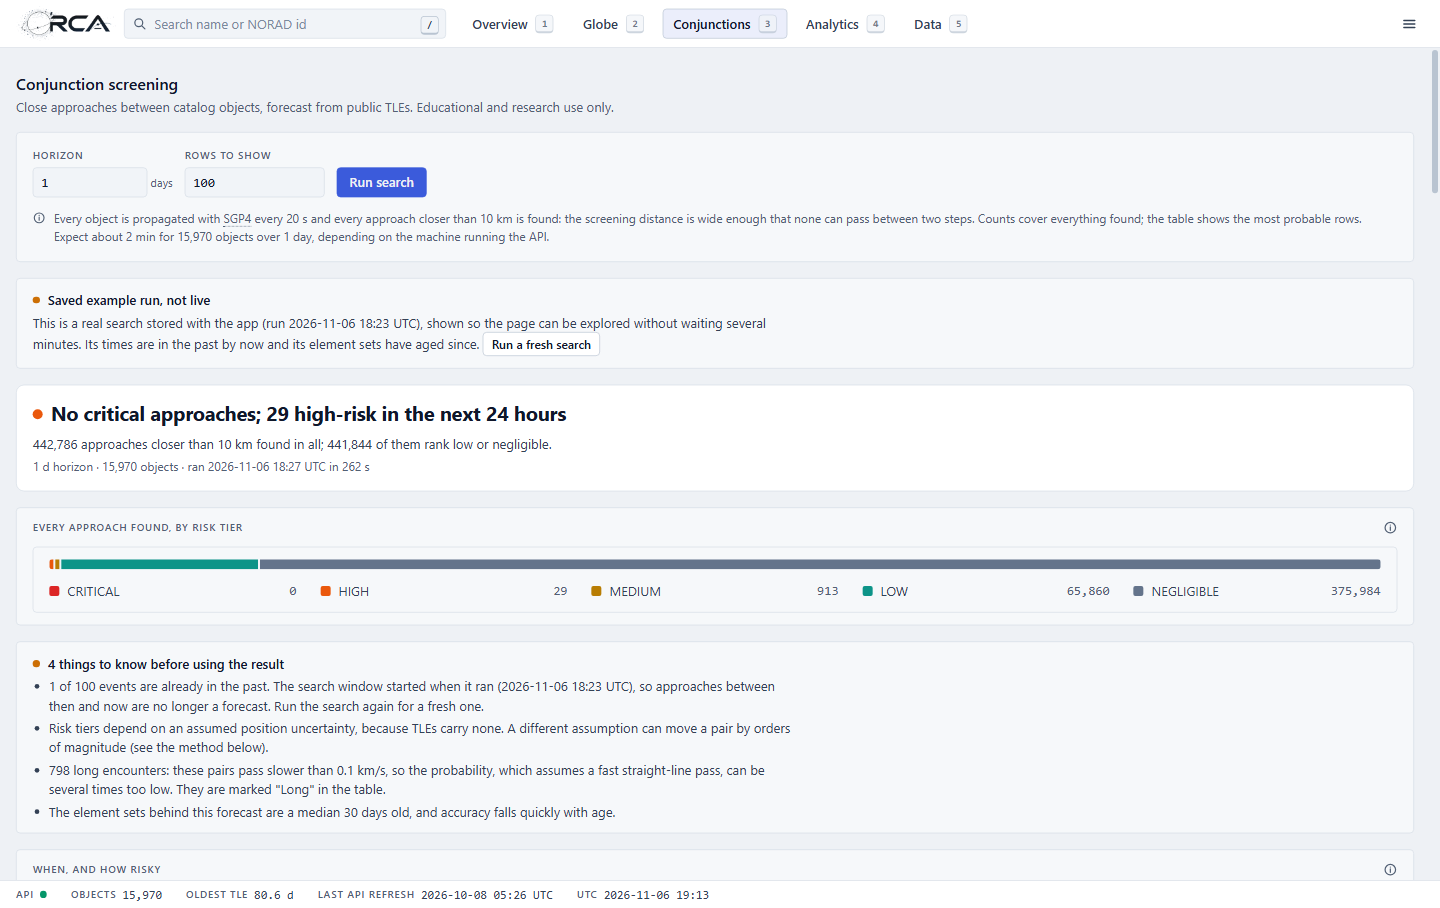 ORCA
Search name or NORAD id /
Overview 1 Globe 2 Conjunctions 3 Analytics 4 Data 5
Conjunction screening
Close approaches between catalog objects, forecast from public TLEs. Educational and research use only.
HORIZON ROWS TO SHOW
1 days 100 Run search
Every object is propagated with SGP4 every 20 s and every approach closer than 10 km is found: the screening distance is wide enough that none can pass between two steps. Counts cover everything found; the table shows the most probable rows.
Expect about 2 min for 15,970 objects over 1 day, depending on the machine running the API.
Saved example run, not live
This is a real search stored with the app (run 2026-11-06 18:23 UTC), shown so the page can be explored without waiting several
minutes. Its times are in the past by now and its element sets have aged since. Run a fresh search
No critical approaches; 29 high-risk in the next 24 hours
442,786 approaches closer than 10 km found in all; 441,844 of them rank low or negligible.
1 d horizon · 15,970 objects · ran 2026-11-06 18:27 UTC in 262 s
EVERY APPROACH FOUND, BY RISK TIER
CRITICAL 0 HIGH 29 MEDIUM 913 LOW 65,860 NEGLIGIBLE 375,984
4 things to know before using the result
• 1 of 100 events are already in the past. The search window started when it ran (2026-11-06 18:23 UTC), so approaches between
then and now are no longer a forecast. Run the search again for a fresh one.
• Risk tiers depend on an assumed position uncertainty, because TLEs carry none. A different assumption can move a pair by orders
of magnitude (see the method below).
• 798 long encounters: these pairs pass slower than 0.1 km/s, so the probability, which assumes a fast straight-line pass, can be
several times too low. They are marked "Long" in the table.
• The element sets behind this forecast are a median 30 days old, and accuracy falls quickly with age.
WHEN, AND HOW RISKY
API OBJECTS 15,970 OLDEST TLE 80.6 d LAST API REFRESH 2026-10-08 05:26 UTC UTC 2026-11-06 19:13